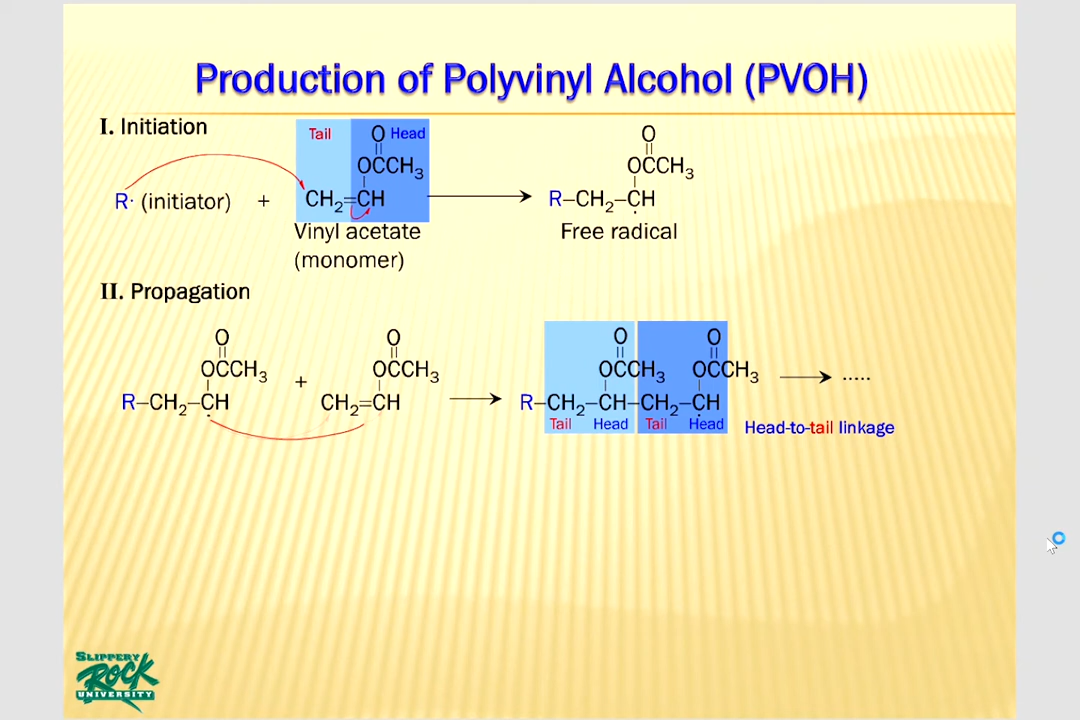 Production of Polyvinyl Alcohol (PVOH)
I. Initiation
Tail
O Head
OCCH3
R· (initiator) + CH2=CH
Vinyl acetate
(monomer)
O
OCCH3
R–CH2–CH
·
Free radical
II. Propagation
O
OCCH3
R–CH2–CH
·
+
O
OCCH3
CH2=CH
O O
OCCH3 OCCH3
R–CH2–CH–CH2–CH
·
Tail Head Tail Head
.....
Head-to-tail linkage
SLIPPERY
ROCK
UNIVERSITY